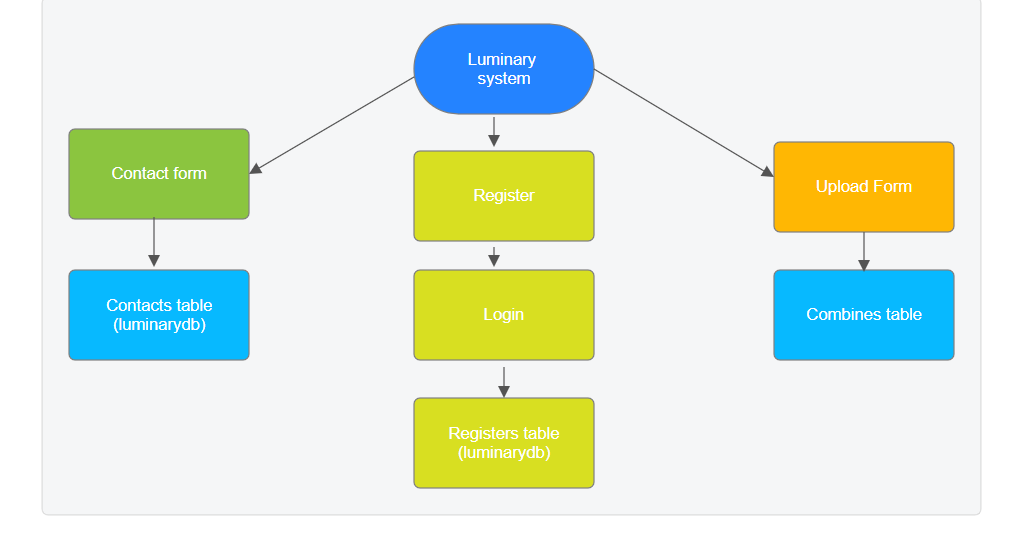 Luminary
system
Contact form
Register
Upload Form
Contacts table
(luminarydb)
Login
Combines table
Registers table
(luminarydb)